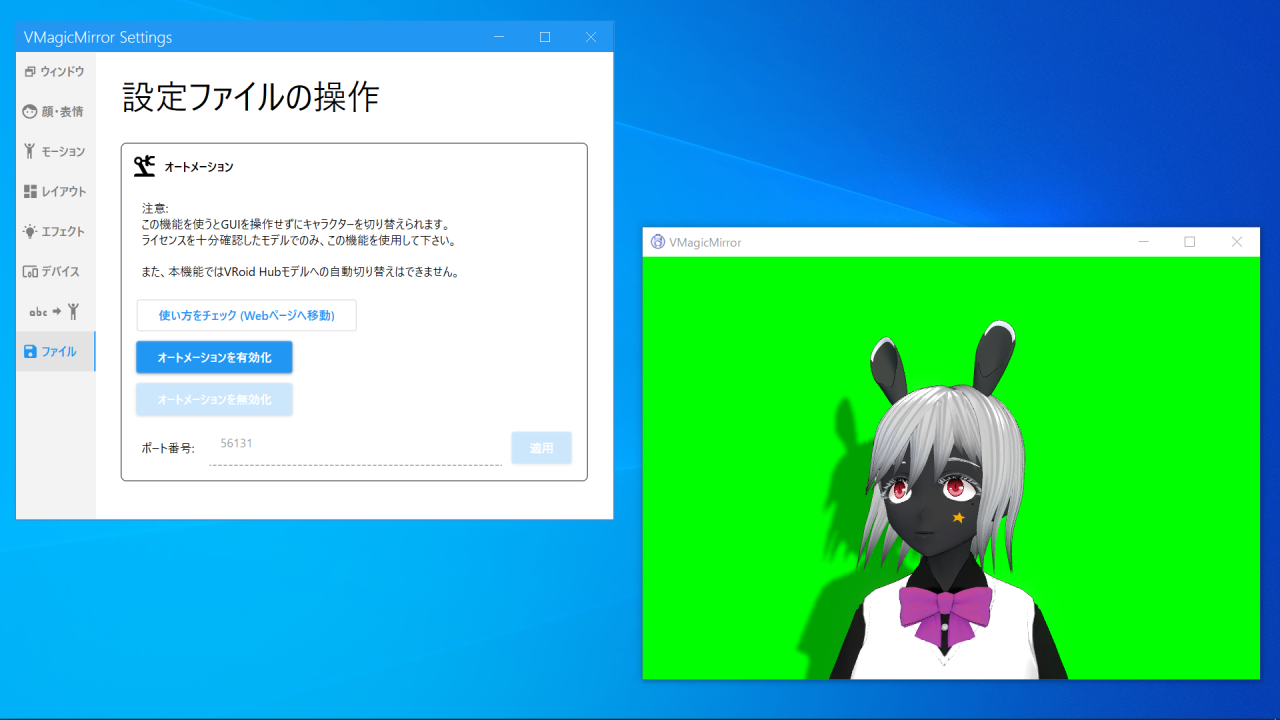 VMagicMirror Settings
ウィンドウ
顔・表情
モーション
レイアウト
エフェクト
デバイス
abc
ファイル
設定ファイルの操作
オートメーション
注意:
この機能を使うとGUIを操作せずにキャラクターを切り替えられます。
ライセンスを十分確認したモデルでのみ、この機能を使用して下さい。
また、本機能ではVRoid Hubモデルへの自動切り替えはできません。
使い方をチェック (Webページへ移動)
オートメーションを有効化
オートメーションを無効化
ポート番号:
56131
適用
VMagicMirror